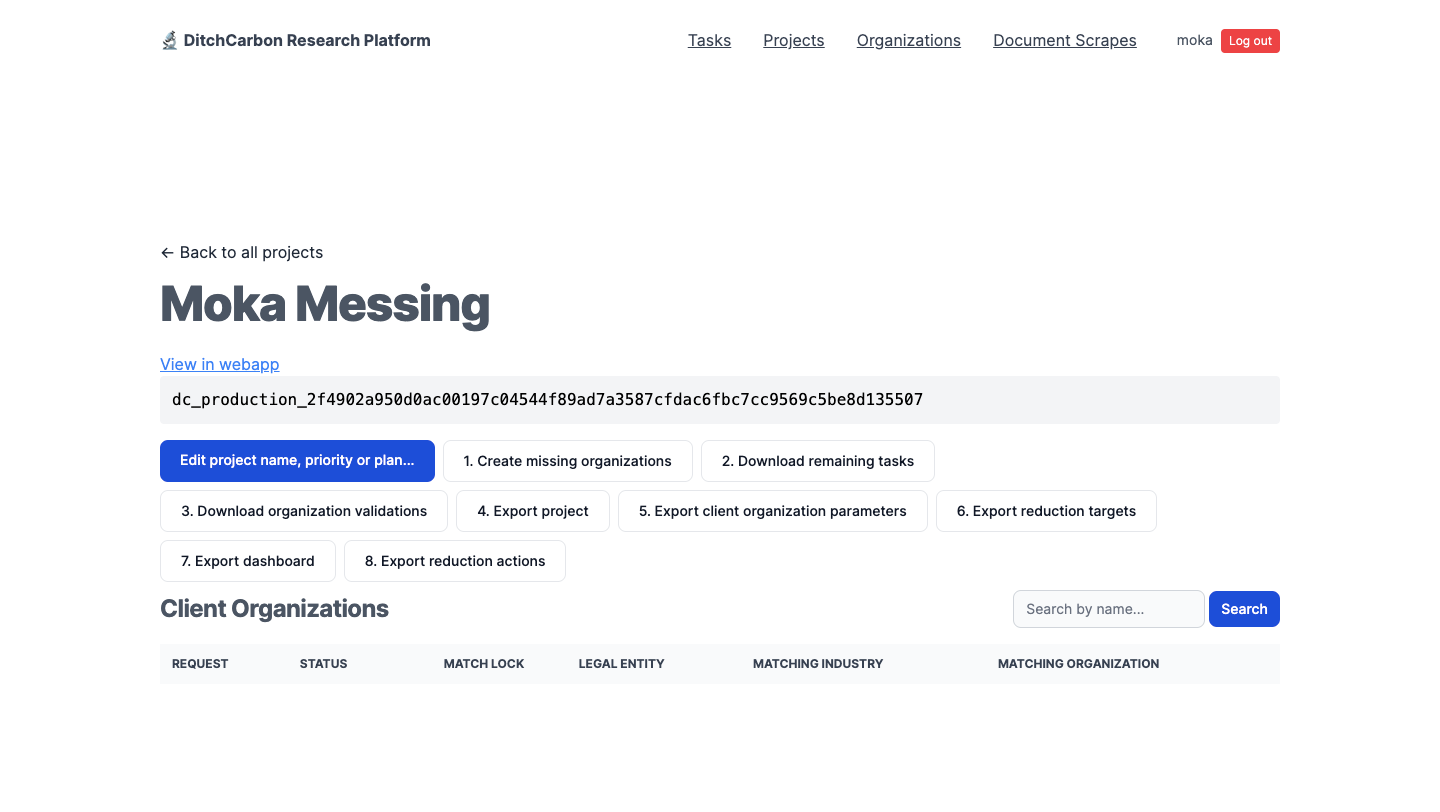 🔬 DitchCarbon Research Platform Tasks Projects Organizations Document Scrapes moka Log out
← Back to all projects
Moka Messing
View in webapp
dc_production_2f4902a950d0ac00197c04544f89ad7a3587cfdac6fbc7cc9569c5be8d135507
Edit project name, priority or plan... 1. Create missing organizations 2. Download remaining tasks
3. Download organization validations 4. Export project 5. Export client organization parameters 6. Export reduction targets
7. Export dashboard 8. Export reduction actions
Client Organizations Search by name... Search
REQUEST STATUS MATCH LOCK LEGAL ENTITY MATCHING INDUSTRY MATCHING ORGANIZATION